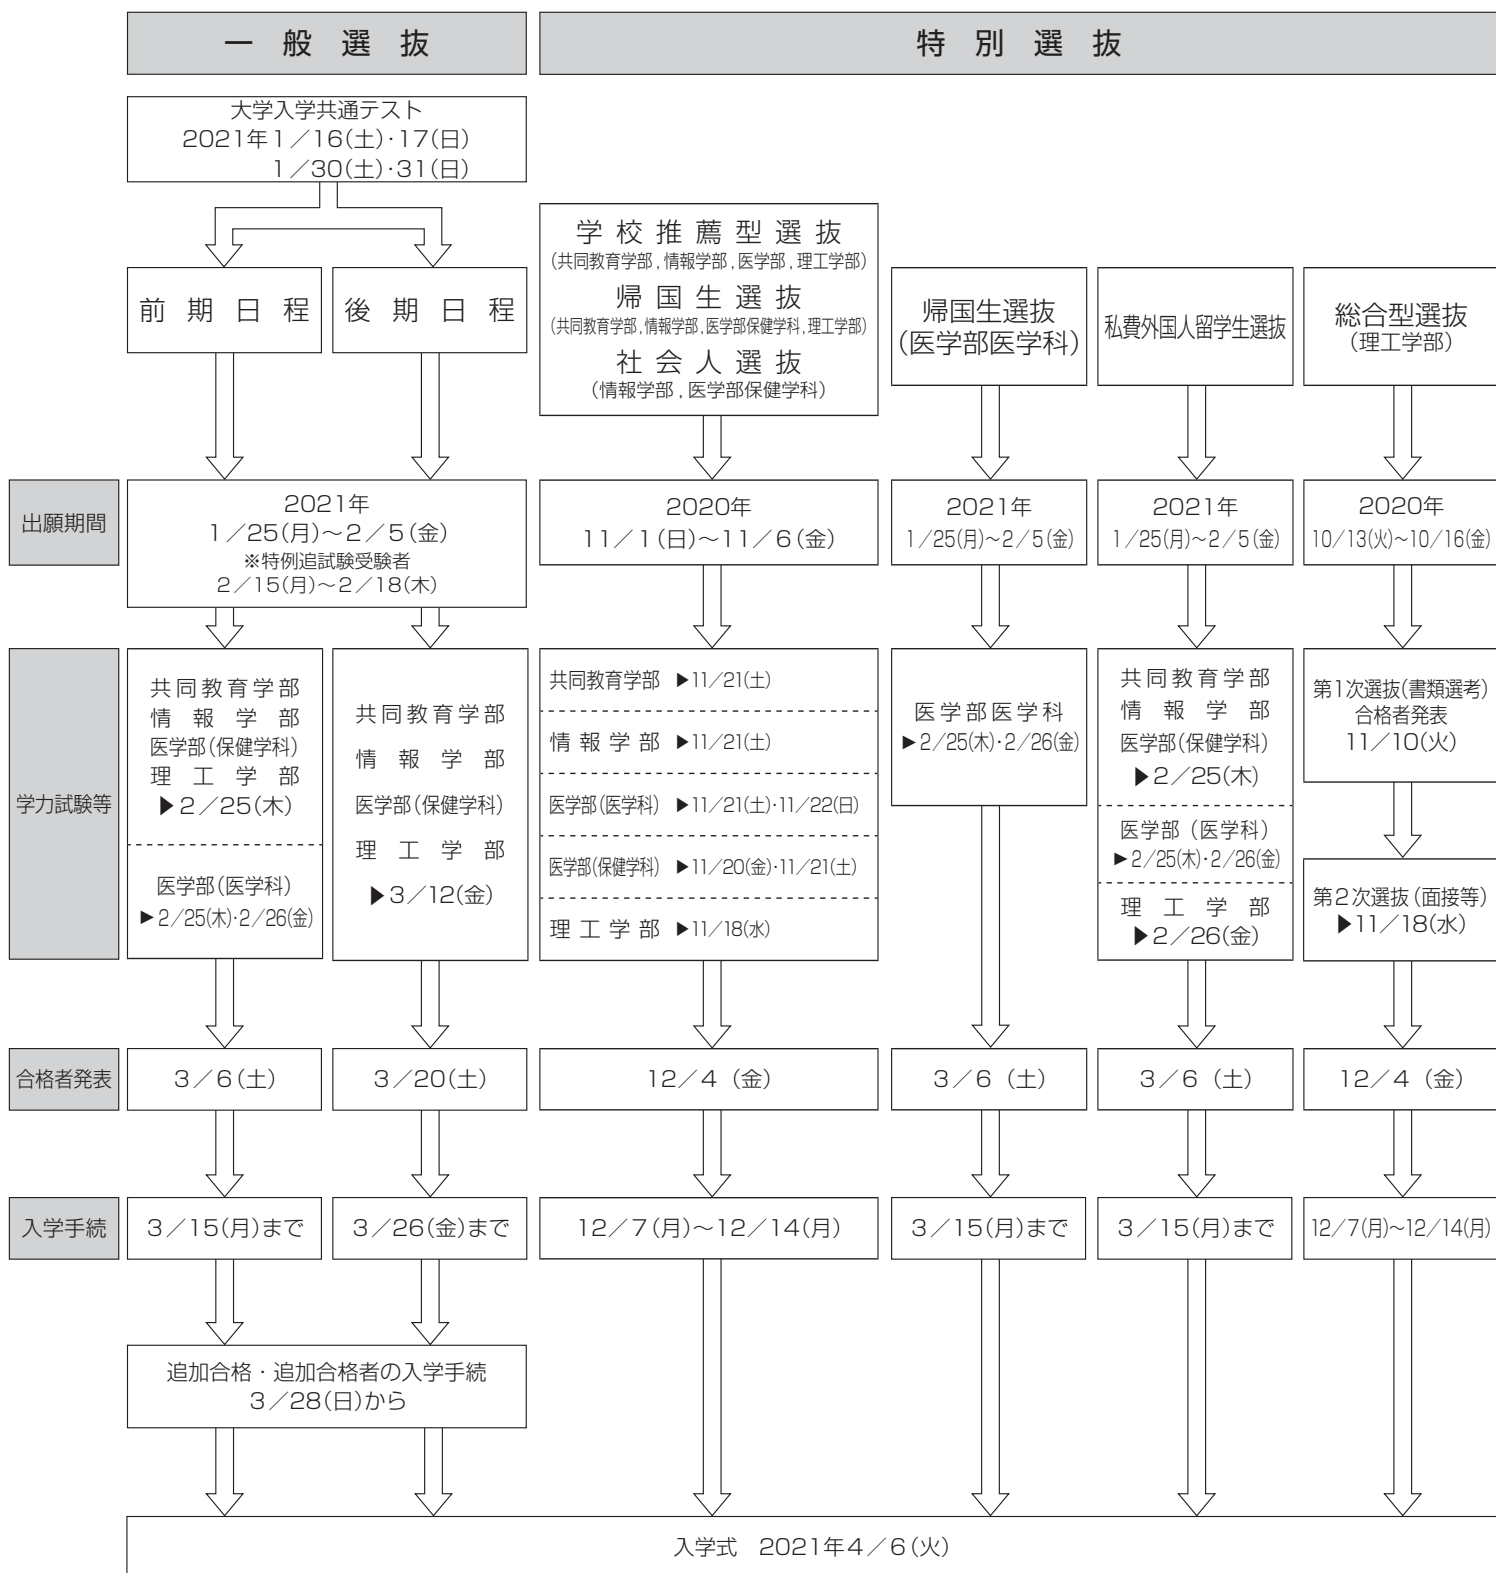 一般選抜
特別選抜
大学入学共通テスト
2021年1／16(土)・17(日)
1／30(土)・31(日)
前期日程
後期日程
学校推薦型選抜
(共同教育学部,情報学部,医学部,理工学部)
帰国生選抜
(共同教育学部,情報学部,医学部保健学科,理工学部)
社会人選抜
(情報学部,医学部保健学科)
帰国生選抜
(医学部医学科)
私費外国人留学生選抜
総合型選抜
(理工学部)
出願期間
2021年
1／25(月)～2／5(金)
※特例追試験受験者
2／15(月)～2／18(木)
2020年
11／1(日)～11／6(金)
2021年
1／25(月)～2／5(金)
2021年
1／25(月)～2／5(金)
2020年
10／13(火)～10／16(金)
学力試験等
共同教育学部
情報学部
医学部(保健学科)
理工学部
▶2／25(木)
医学部(医学科)
▶2／25(木)・2／26(金)
共同教育学部
情報学部
医学部(保健学科)
理工学部
▶3／12(金)
共同教育学部 ▶11／21(土)
情報学部 ▶11／21(土)
医学部(医学科) ▶11／21(土)・11／22(日)
医学部(保健学科) ▶11／20(金)・11／21(土)
理工学部 ▶11／18(水)
医学部医学科
▶2／25(木)・2／26(金)
共同教育学部
情報学部
医学部(保健学科)
▶2／25(木)
医学部(医学科)
▶2／25(木)・2／26(金)
理工学部
▶2／26(金)
第1次選抜(書類選考)
合格者発表
11／10(火)
第2次選抜(面接等)
▶11／18(水)
合格者発表
3／6(土)
3／20(土)
12／4(金)
3／6(土)
3／6(土)
12／4(金)
入学手続
3／15(月)まで
3／26(金)まで
12／7(月)～12／14(月)
3／15(月)まで
3／15(月)まで
12／7(月)～12／14(月)
追加合格・追加合格者の入学手続
3／28(日)から
入学式 2021年4／6(火)